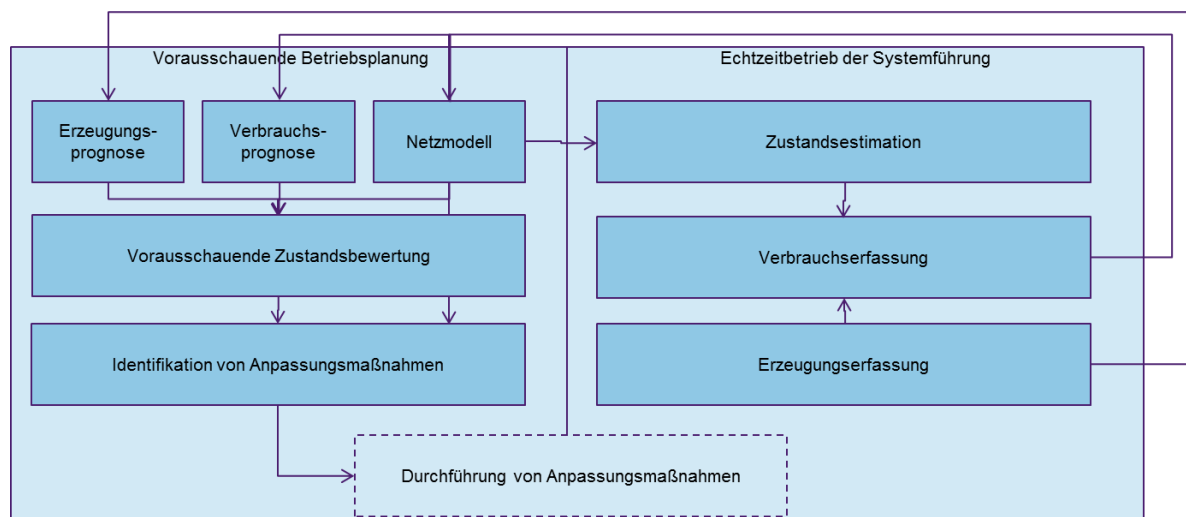 Vorausschauende Betriebsplanung
Echtzeitbetrieb der Systemführung
Erzeugungs-
prognose
Verbrauchs-
prognose
Netzmodell
Zustandsestimation
Vorausschauende Zustandsbewertung
Verbrauchserfassung
Identifikation von Anpassungsmaßnahmen
Erzeugungserfassung
Durchführung von Anpassungsmaßnahmen